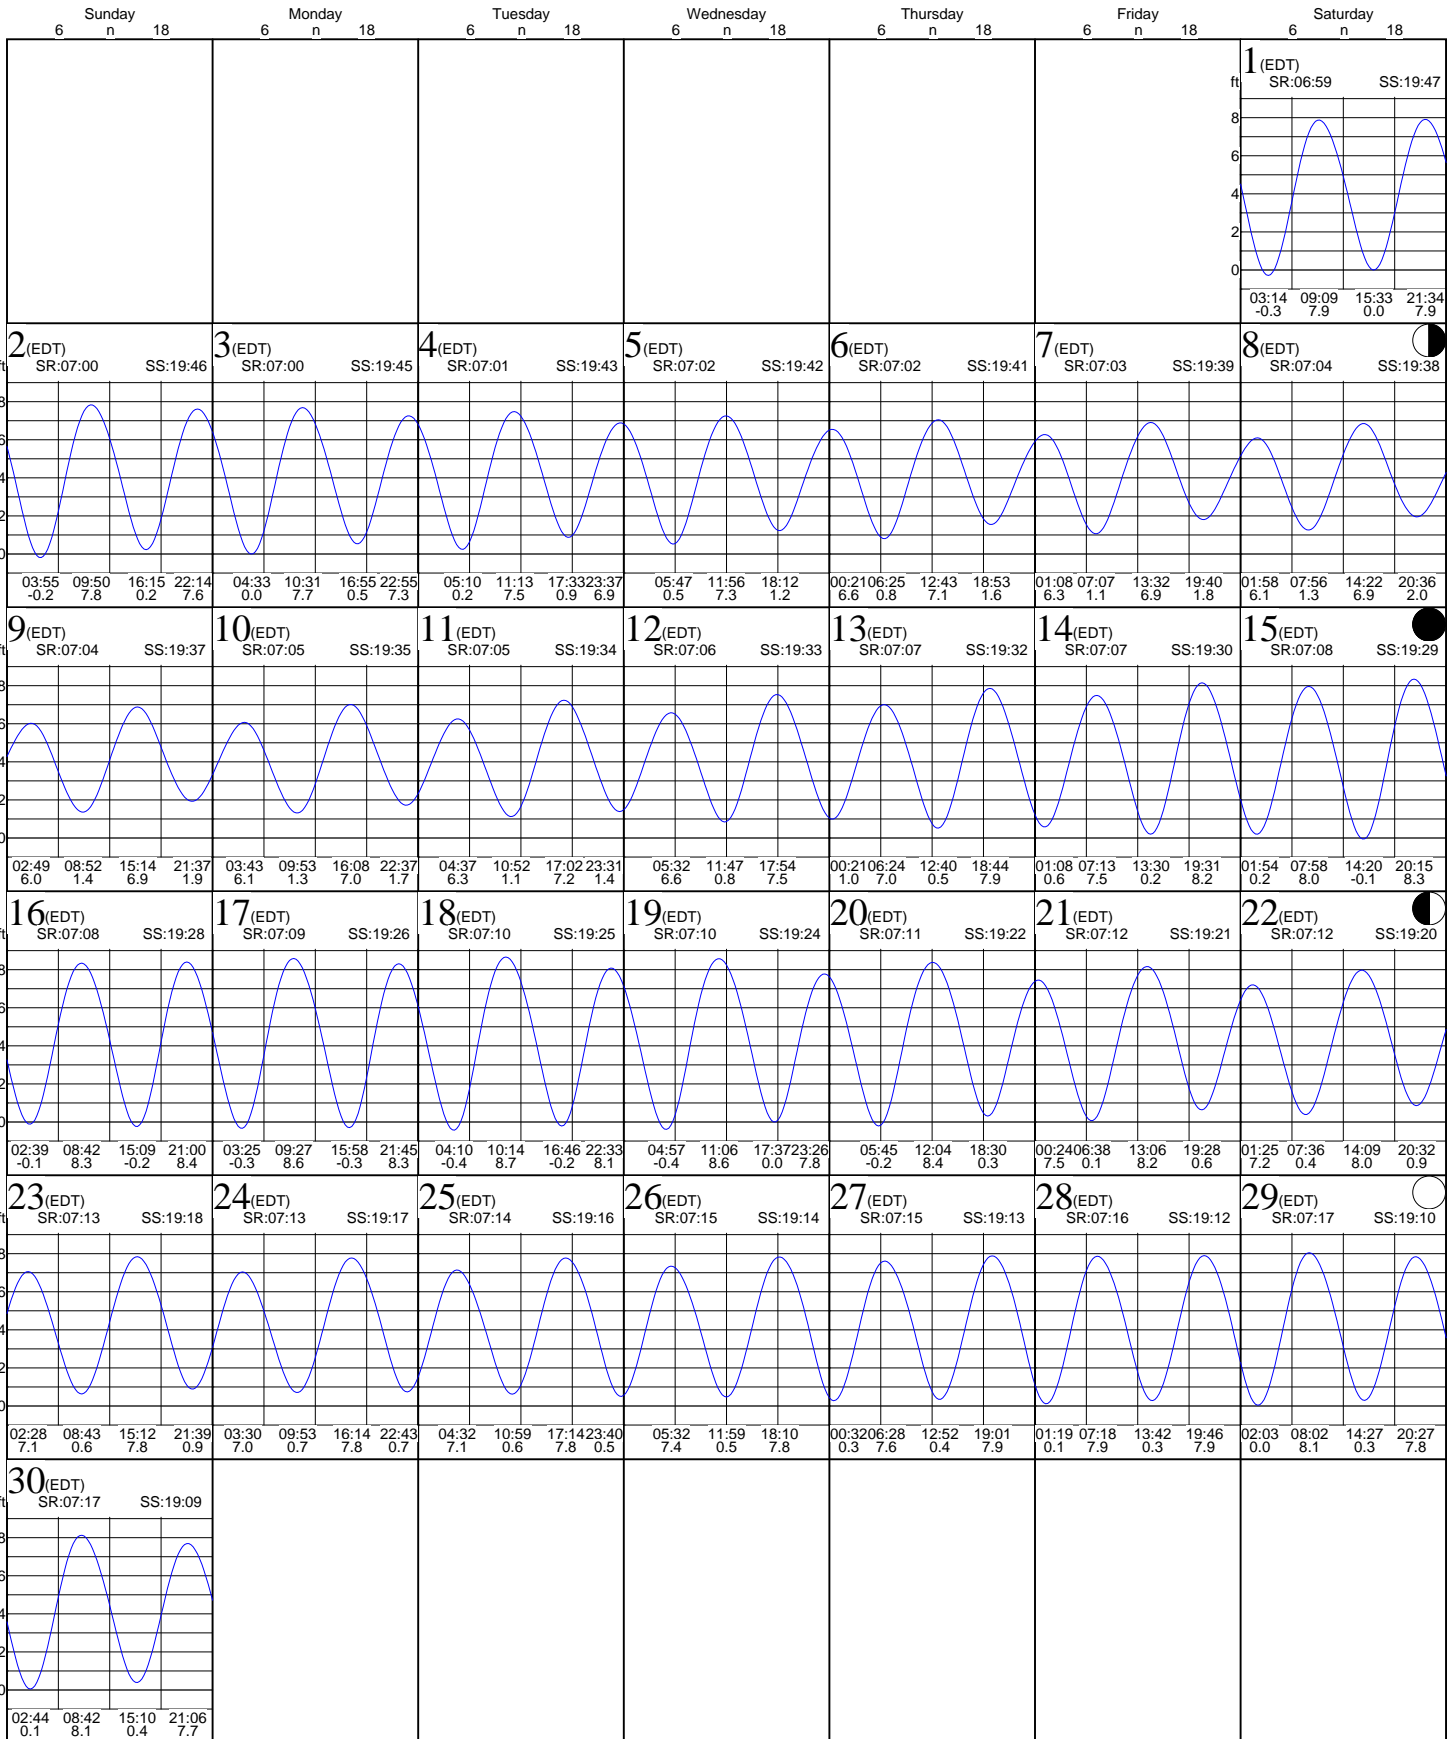 Sunday Monday Tuesday Wednesday Thursday Friday Saturday
6 n 18 6 n 18 6 n 18 6 n 18 6 n 18 6 n 18 6 n 18
1(EDT)
ft SR:06:59 SS:19:47
8
6
4
2
0
03:14 09:09 15:33 21:34
-0.3 7.9 0.0 7.9
2(EDT) 3(EDT) 4(EDT) 5(EDT) 6(EDT) 7(EDT) 8(EDT)
ft SR:07:00 SS:19:46 SR:07:00 SS:19:45 SR:07:01 SS:19:43 SR:07:02 SS:19:42 SR:07:02 SS:19:41 SR:07:03 SS:19:39 SR:07:04 SS:19:38
8
6
4
2
0
03:55 09:50 16:15 22:14 04:33 10:31 16:55 22:55 05:10 11:13 17:33 23:37 05:47 11:56 18:12 00:21 06:25 12:43 18:53 01:08 07:07 13:32 19:40 01:58 07:56 14:22 20:36
-0.2 7.8 0.2 7.6 0.0 7.7 0.5 7.3 0.2 7.5 0.9 6.9 0.5 7.3 1.2 6.6 0.8 7.1 1.6 6.3 1.1 6.9 1.8 6.1 1.3 6.9 2.0
9(EDT) 10(EDT) 11(EDT) 12(EDT) 13(EDT) 14(EDT) 15(EDT)
ft SR:07:04 SS:19:37 SR:07:05 SS:19:35 SR:07:05 SS:19:34 SR:07:06 SS:19:33 SR:07:07 SS:19:32 SR:07:07 SS:19:30 SR:07:08 SS:19:29
8
6
4
2
0
02:49 08:52 15:14 21:37 03:43 09:53 16:08 22:37 04:37 10:52 17:02 23:31 05:32 11:47 17:54 00:21 06:24 12:40 18:44 01:08 07:13 13:30 19:31 01:54 07:58 14:20 20:15
6.0 1.4 6.9 1.9 6.1 1.3 7.0 1.7 6.3 1.1 7.2 1.4 6.6 0.8 7.5 1.0 7.0 0.5 7.9 0.6 7.5 0.2 8.2 0.2 8.0 -0.1 8.3
16(EDT) 17(EDT) 18(EDT) 19(EDT) 20(EDT) 21(EDT) 22(EDT)
ft SR:07:08 SS:19:28 SR:07:09 SS:19:26 SR:07:10 SS:19:25 SR:07:10 SS:19:24 SR:07:11 SS:19:22 SR:07:12 SS:19:21 SR:07:12 SS:19:20
8
6
4
2
0
02:39 08:42 15:09 21:00 03:25 09:27 15:58 21:45 04:10 10:14 16:46 22:33 04:57 11:06 17:37 23:26 05:45 12:04 18:30 00:24 06:38 13:06 19:28 01:25 07:36 14:09 20:32
-0.1 8.3 -0.2 8.4 -0.3 8.6 -0.3 8.3 -0.4 8.7 -0.2 8.1 -0.4 8.6 0.0 7.8 -0.2 8.4 0.3 7.5 0.1 8.2 0.6 7.2 0.4 8.0 0.9
23(EDT) 24(EDT) 25(EDT) 26(EDT) 27(EDT) 28(EDT) 29(EDT)
ft SR:07:13 SS:19:18 SR:07:13 SS:19:17 SR:07:14 SS:19:16 SR:07:15 SS:19:14 SR:07:15 SS:19:13 SR:07:16 SS:19:12 SR:07:17 SS:19:10
8
6
4
2
0
02:28 08:43 15:12 21:39 03:30 09:53 16:14 22:43 04:32 10:59 17:14 23:40 05:32 11:59 18:10 00:32 06:28 12:52 19:01 01:19 07:18 13:42 19:46 02:03 08:02 14:27 20:27
7.1 0.6 7.8 0.9 7.0 0.7 7.8 0.7 7.1 0.6 7.8 0.5 7.4 0.5 7.8 0.3 7.6 0.4 7.9 0.1 7.9 0.3 7.9 0.0 8.1 0.3 7.8
30(EDT)
ft SR:07:17 SS:19:09
8
6
4
2
0
02:44 08:42 15:10 21:06
0.1 8.1 0.4 7.7